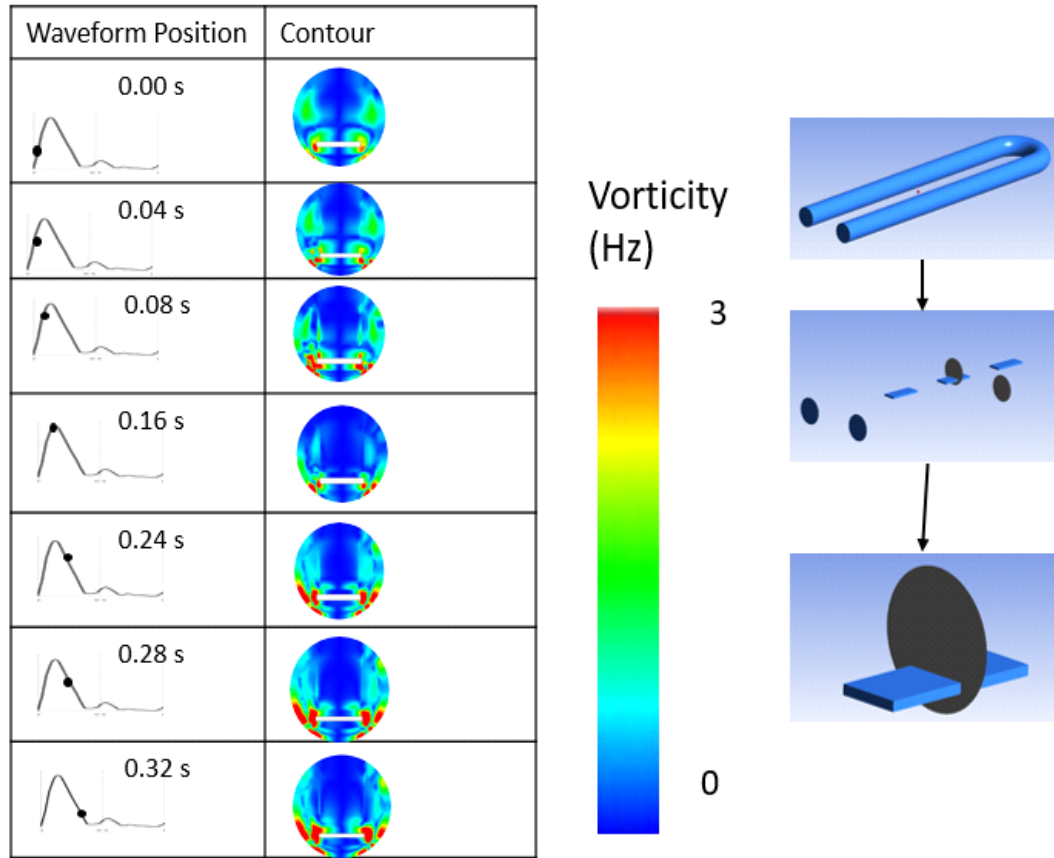 Waveform Position
Contour
0.00 s
0.04 s
0.08 s
0.16 s
0.24 s
0.28 s
0.32 s
Vorticity
(Hz)
3
0